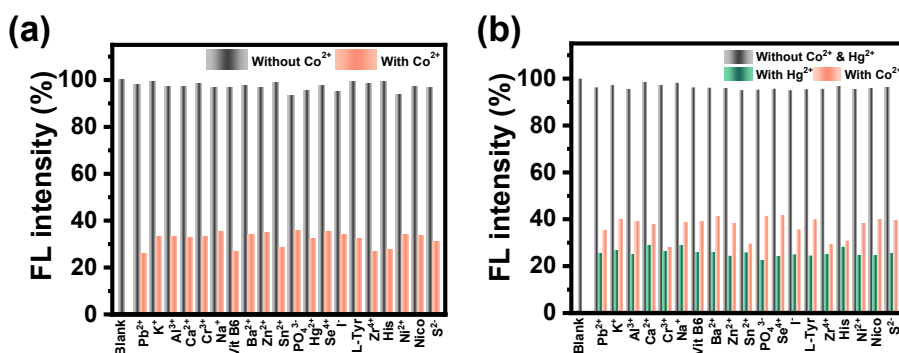 (a)
FL intensity (%)
120
100
80
60
40
20
0
Without Co²⁺ With Co²⁺
Blank
Pb²⁺
K⁺
Al³⁺
Ca²⁺
Cr³⁺
Na⁺
Vit B6
Ba²⁺
Zn²⁺
Sn²⁺
PO₄³⁻
Hg²⁺
Se⁴⁺
I⁻
L-Tyr
Zr⁴⁺
His
Ni²⁺
Nico
S²⁻
(b)
FL intensity (%)
120
100
80
60
40
20
0
Without Co²⁺ & Hg²⁺
With Hg²⁺ With Co²⁺
Blank
Pb²⁺
K⁺
Al³⁺
Ca²⁺
Cr³⁺
Na⁺
Vit B6
Ba²⁺
Zn²⁺
Sn²⁺
PO₄³⁻
Se⁴⁺
I⁻
L-Tyr
Zr⁴⁺
His
Ni²⁺
Nico
S²⁻